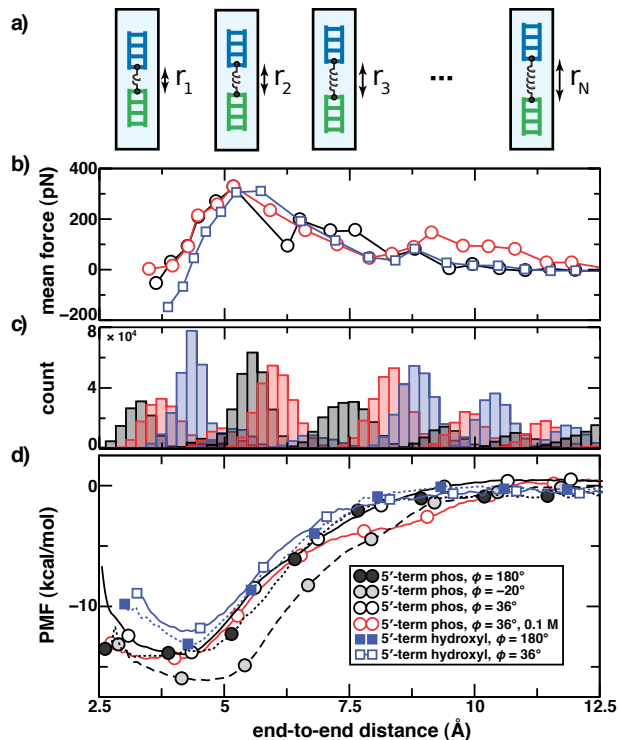 a)
r1 r2 r3 ... rN
b)
mean force (pN)
400
200
0
−200
c)
× 10⁴
count
8
4
0
d)
PMF (kcal/mol)
0
−10
5′-term phos, ϕ = 180°
5′-term phos, ϕ = −20°
5′-term phos, ϕ = 36°
5′-term phos, ϕ = 36°, 0.1 M
5′-term hydroxyl, ϕ = 180°
5′-term hydroxyl, ϕ = 36°
2.5 5 7.5 10 12.5
end-to-end distance (Å)